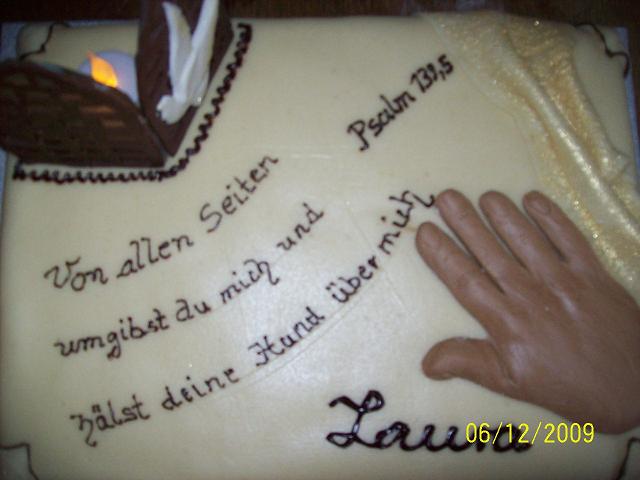 Psalm 139,5
Von allen Seiten
umgibst du mich und
hälst deine Hand über mich
Laura
06/12/2009